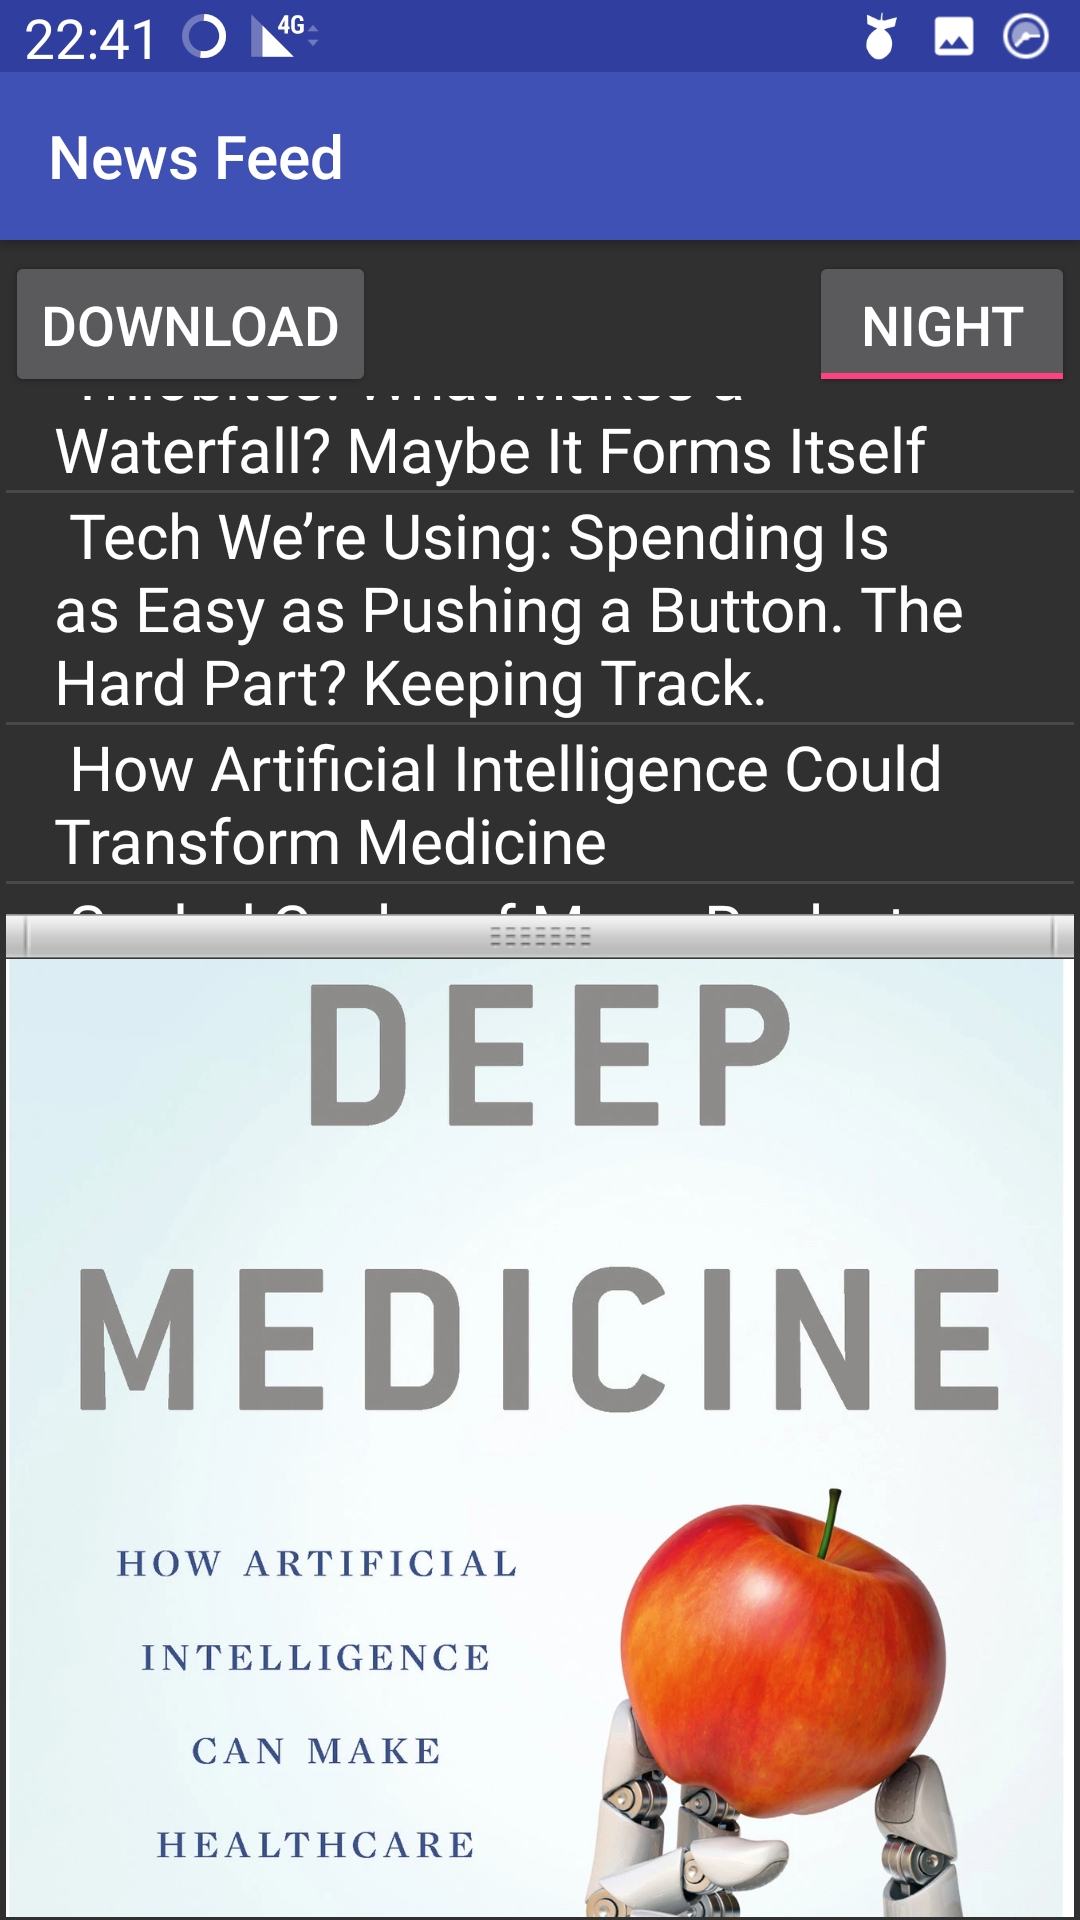 22:41
4G
News Feed
DOWNLOAD
NIGHT
Waterfall? Maybe It Forms Itself
Tech We’re Using: Spending Is
as Easy as Pushing a Button. The
Hard Part? Keeping Track.
How Artificial Intelligence Could
Transform Medicine
DEEP
MEDICINE
HOW ARTIFICIAL
INTELLIGENCE
CAN MAKE
HEALTHCARE